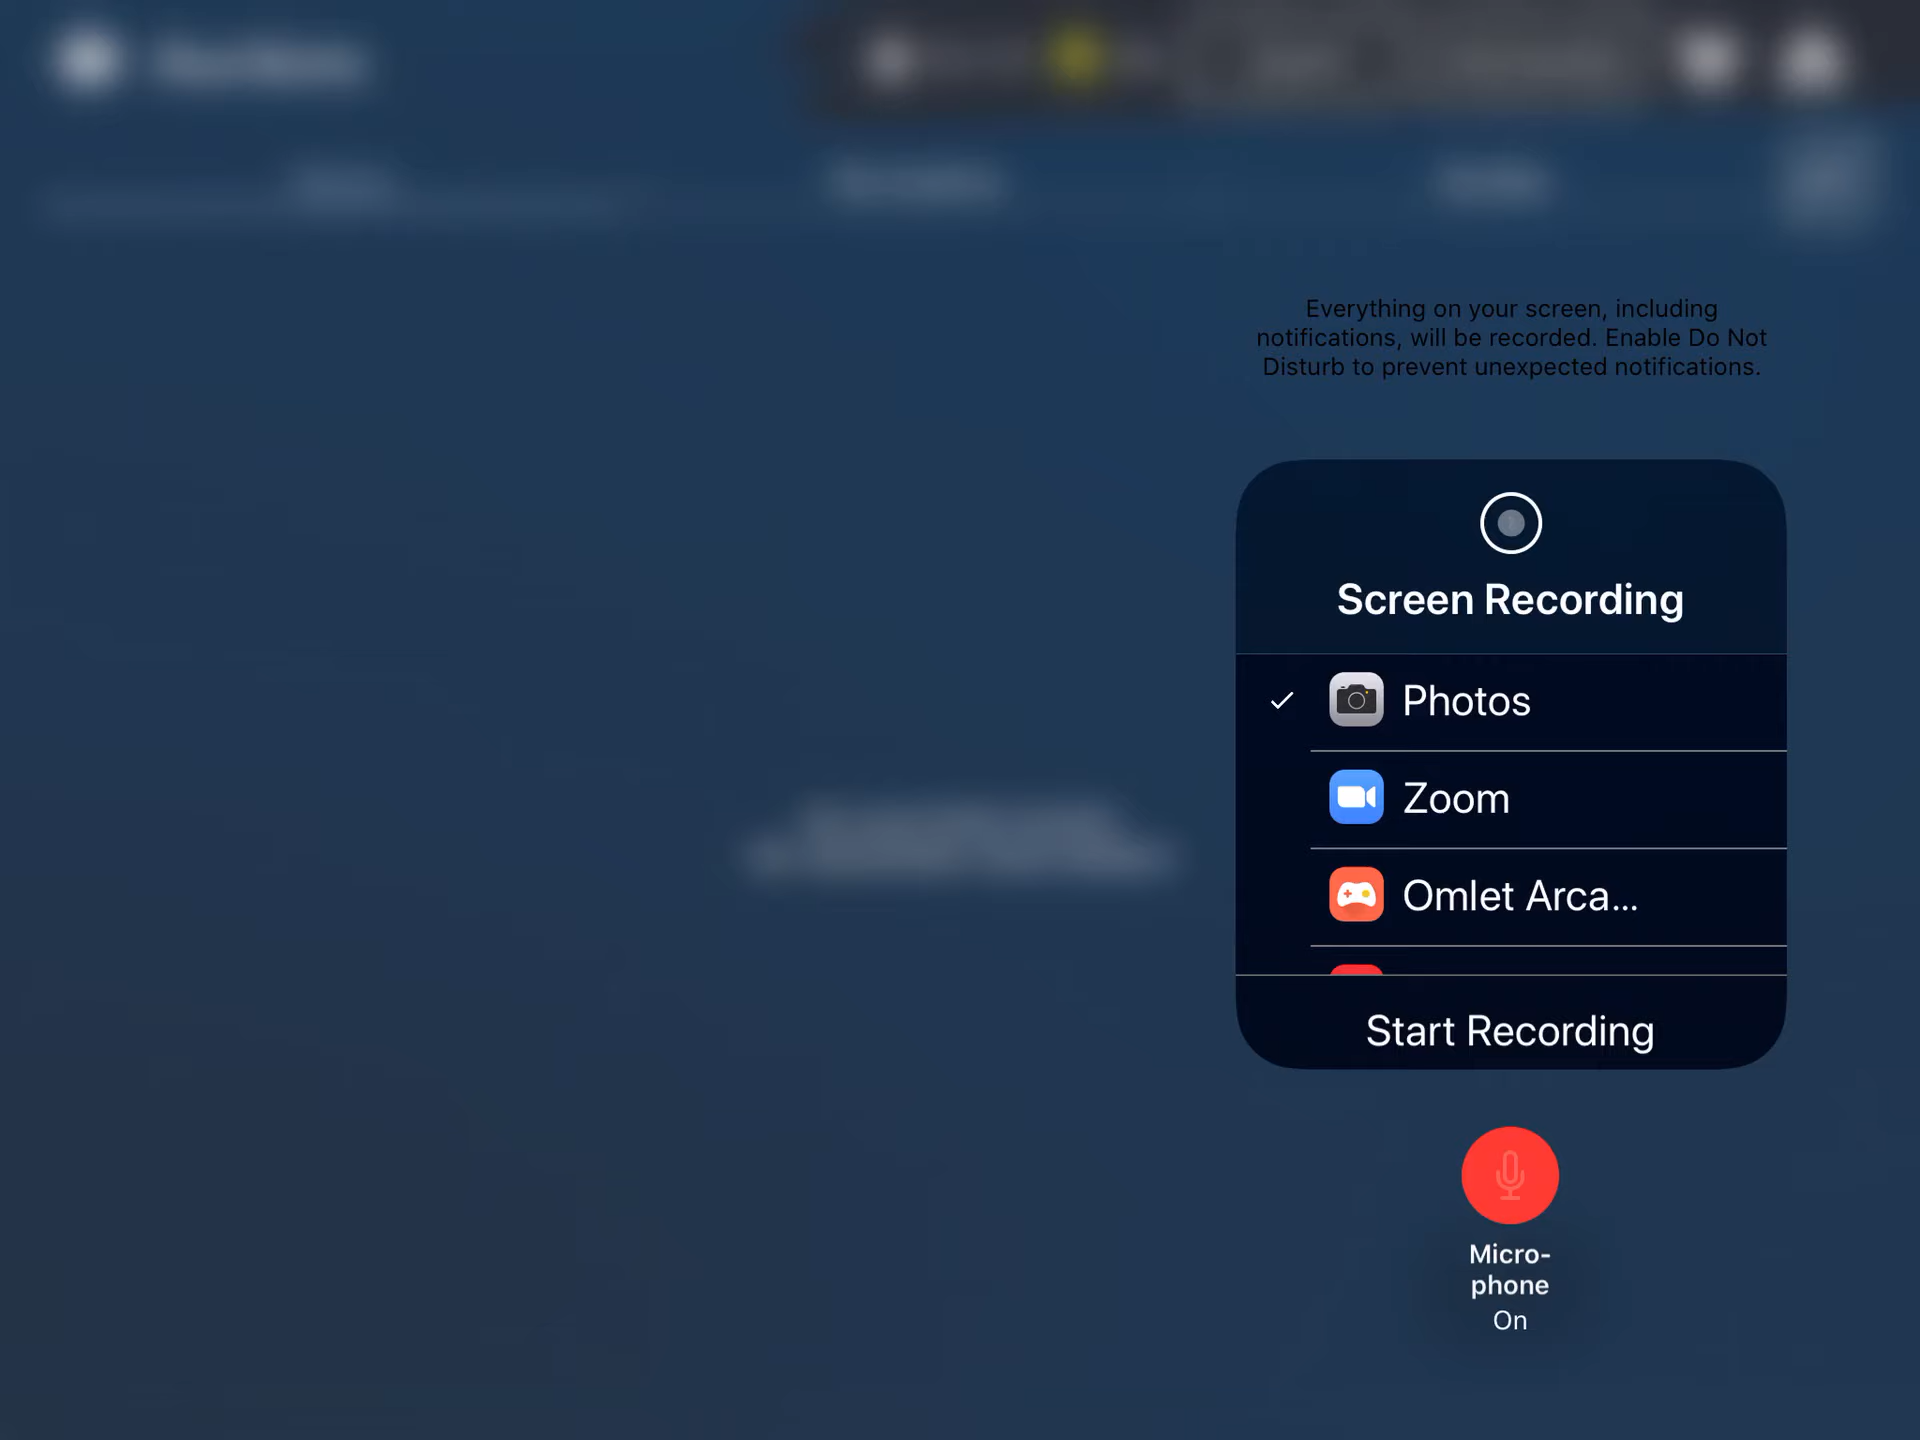 Everything on your screen, including
notifications, will be recorded. Enable Do Not
Disturb to prevent unexpected notifications.
Screen Recording
Photos
Zoom
Omlet Arca...
Start Recording
Micro-
phone
On